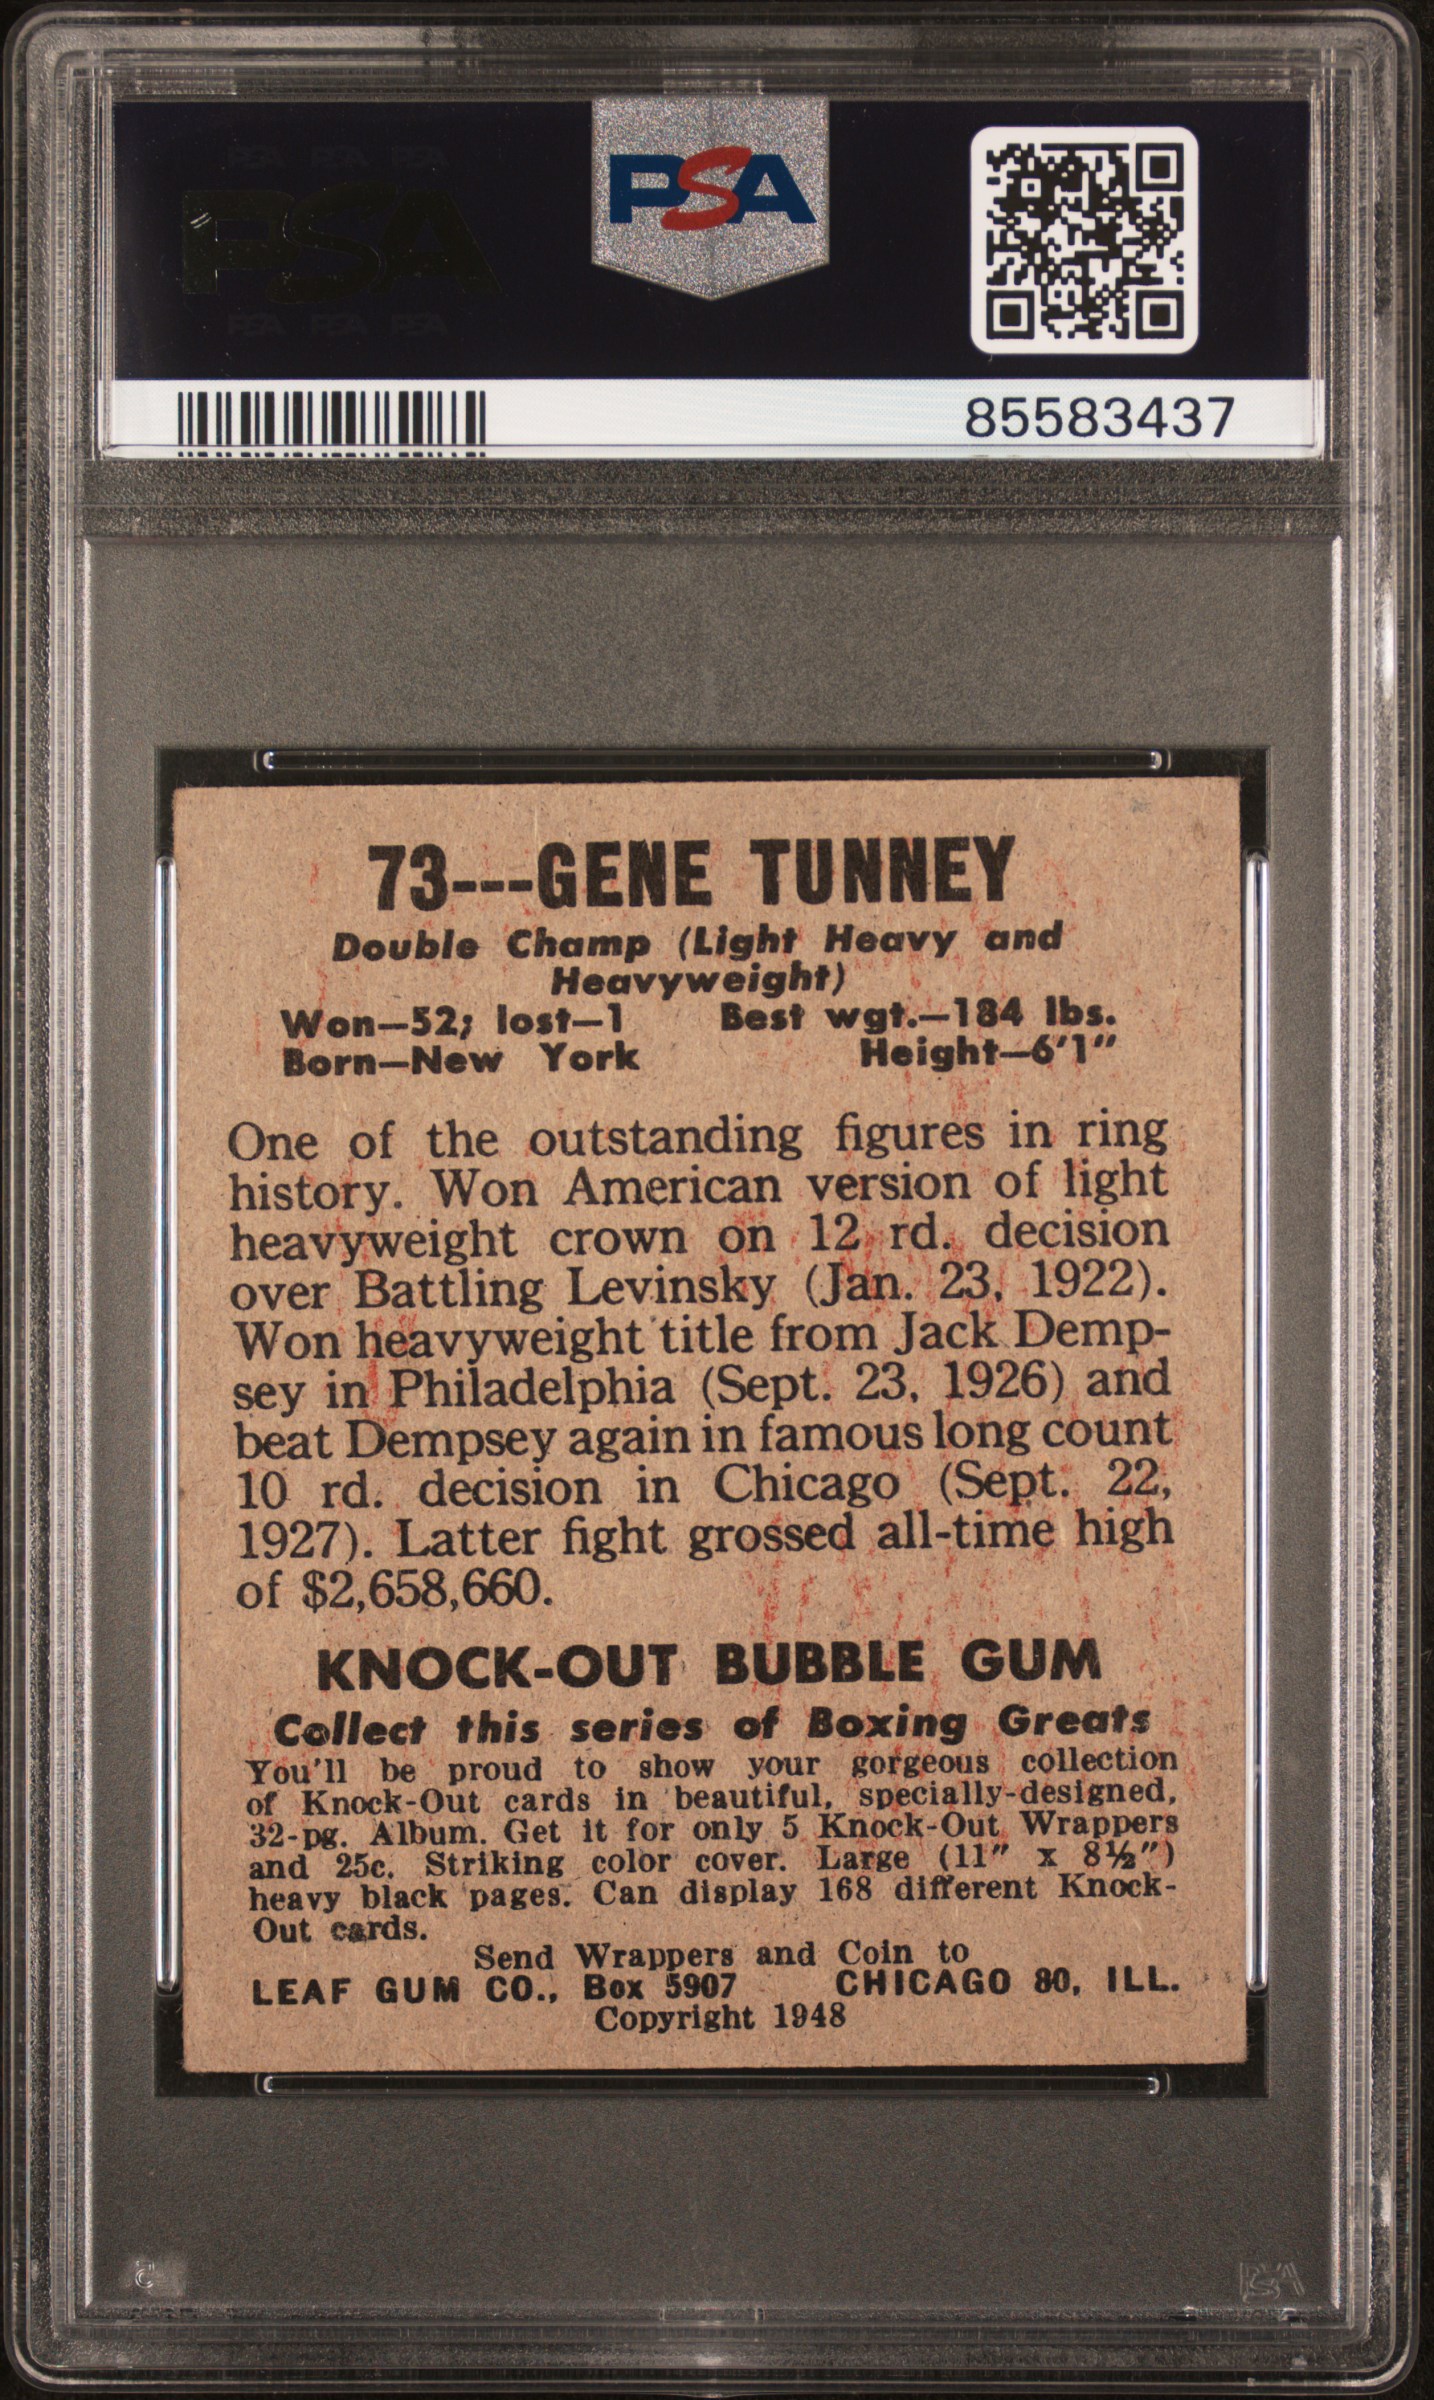 PSA PSA PSA
PSA
PSA PSA PSA
PSA
85583437
73---GENE TUNNEY
Double Champ (Light Heavy and
Heavyweight)
Won—52; lost—1 Best wgt.—184 lbs.
Born—New York Height—6'1"
One of the outstanding figures in ring
history. Won American version of light
heavyweight crown on 12 rd. decision
over Battling Levinsky (Jan. 23, 1922).
Won heavyweight title from Jack Demp-
sey in Philadelphia (Sept. 23, 1926) and
beat Dempsey again in famous long count
10 rd. decision in Chicago (Sept. 22,
1927). Latter fight grossed all-time high
of $2,658,660.
KNOCK-OUT BUBBLE GUM
Collect this series of Boxing Greats
You'll be proud to show your gorgeous collection
of Knock-Out cards in beautiful, specially-designed,
32-pg. Album. Get it for only 5 Knock-Out Wrappers
and 25c. Striking color cover. Large (11" x 8½")
heavy black pages. Can display 168 different Knock-
Out cards.
Send Wrappers and Coin to
LEAF GUM CO., Box 5907 CHICAGO 80, ILL.
Copyright 1948
PSA